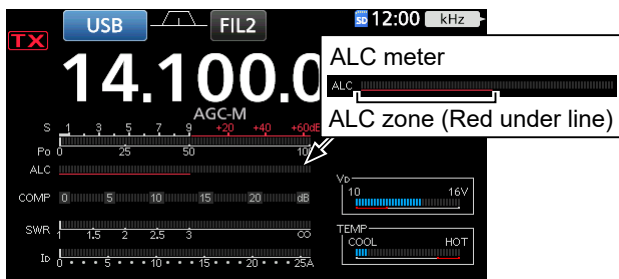 USB FIL2 SD 12:00 kHz
TX
14.100.0
AGC-M
ALC meter
ALC
ALC zone (Red under line)
S 1 3 5 7 9 +20 +40 +60dB
Po 0 25 50 100
ALC
COMP 0 5 10 15 20 dB
SWR 1 1.5 2 2.5 3 ∞
ID 0 5 10 15 20 25A
VD
10 16V
TEMP
COOL HOT